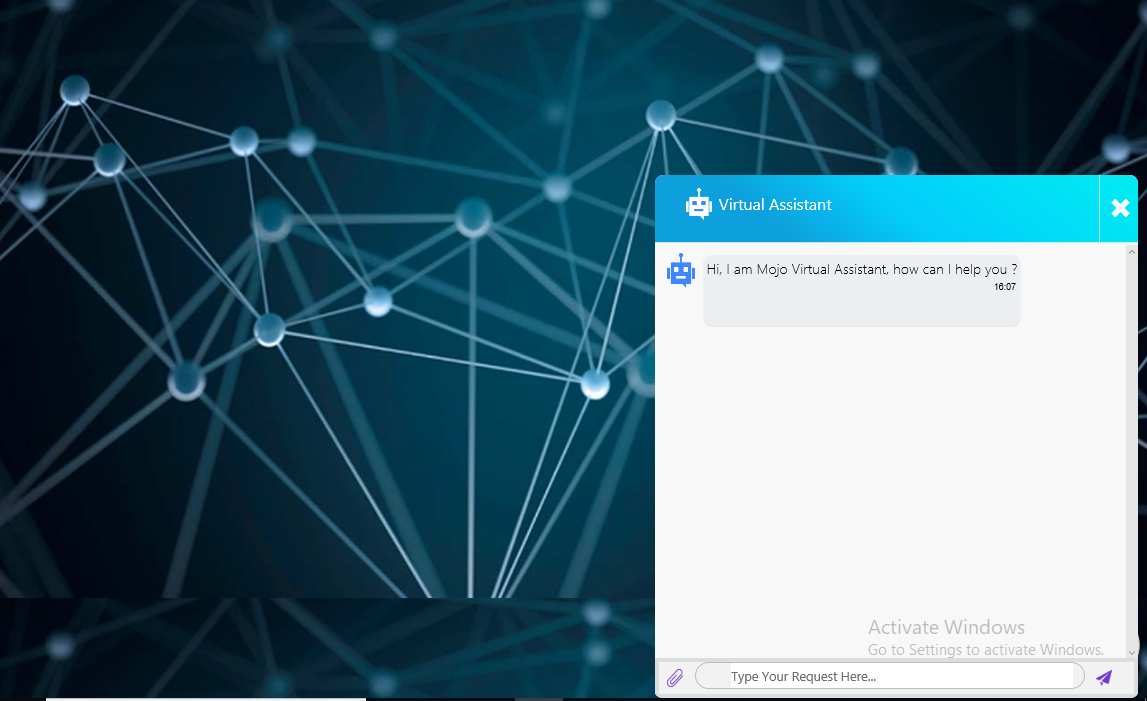 Virtual Assistant
Hi, I am Mojo Virtual Assistant, how can I help you ?
16:07
Activate Windows
Go to Settings to activate Windows.
Type Your Request Here...